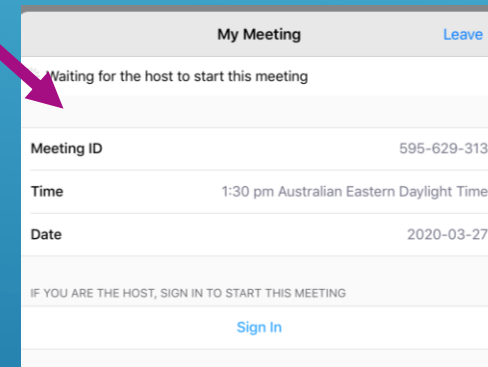 My Meeting Leave
Waiting for the host to start this meeting
Meeting ID 595-629-313
Time 1:30 pm Australian Eastern Daylight Time
Date 2020-03-27
IF YOU ARE THE HOST, SIGN IN TO START THIS MEETING
Sign In